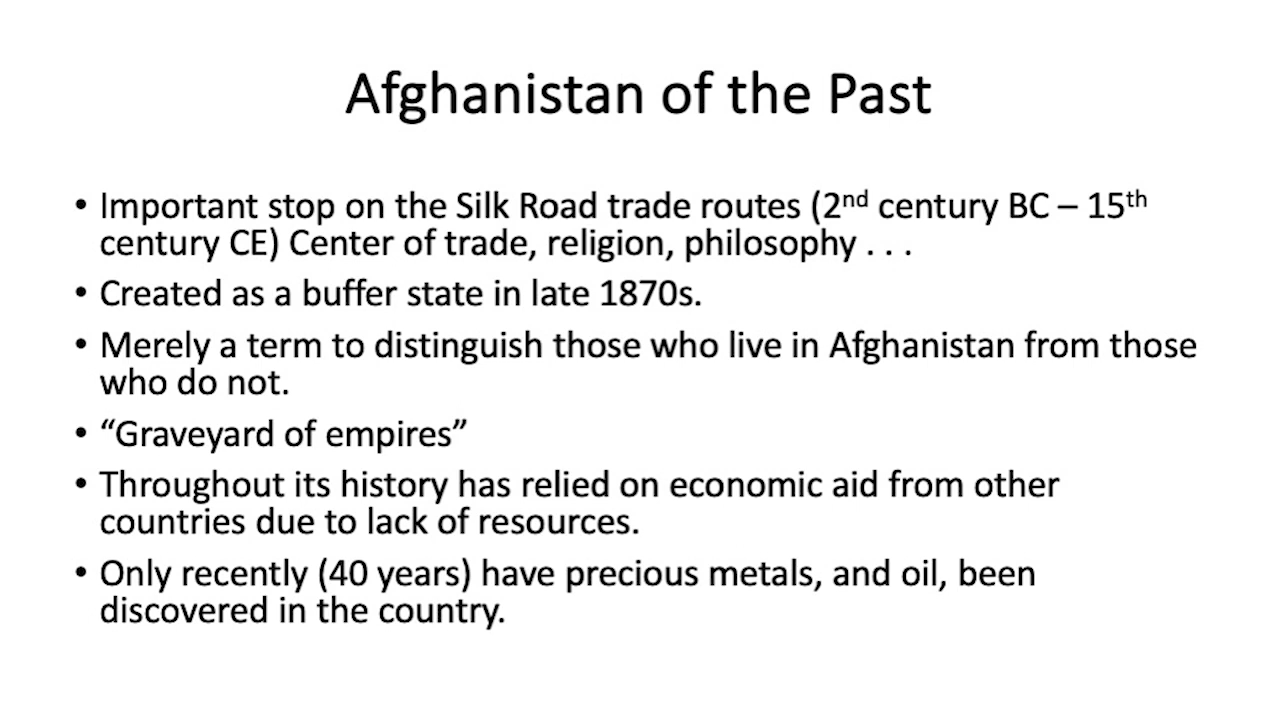 Afghanistan of the Past
• Important stop on the Silk Road trade routes (2nd century BC – 15th
century CE) Center of trade, religion, philosophy . . .
• Created as a buffer state in late 1870s.
• Merely a term to distinguish those who live in Afghanistan from those
who do not.
• “Graveyard of empires”
• Throughout its history has relied on economic aid from other
countries due to lack of resources.
• Only recently (40 years) have precious metals, and oil, been
discovered in the country.